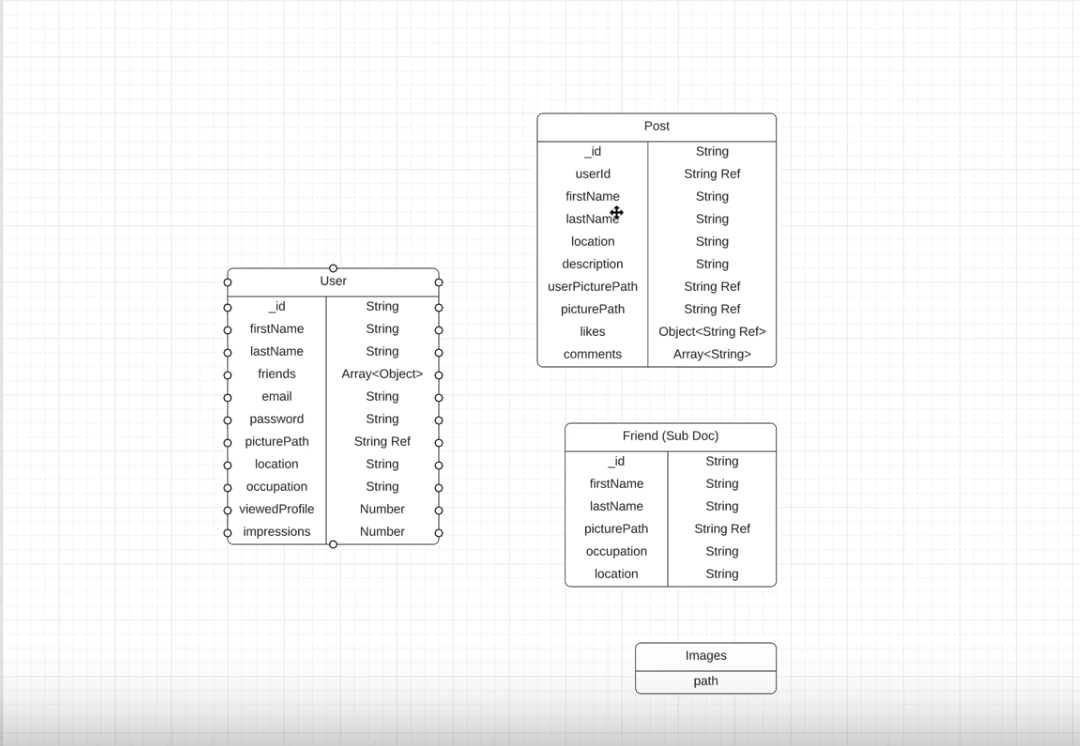 Post
_id String
userId String Ref
firstName String
lastName String
location String
description String
userPicturePath String Ref
picturePath String Ref
likes Object<String Ref>
comments Array<String>
User
_id String
firstName String
lastName String
friends Array<Object>
email String
password String
picturePath String Ref
location String
occupation String
viewedProfile Number
impressions Number
Friend (Sub Doc)
_id String
firstName String
lastName String
picturePath String Ref
occupation String
location String
Images
path